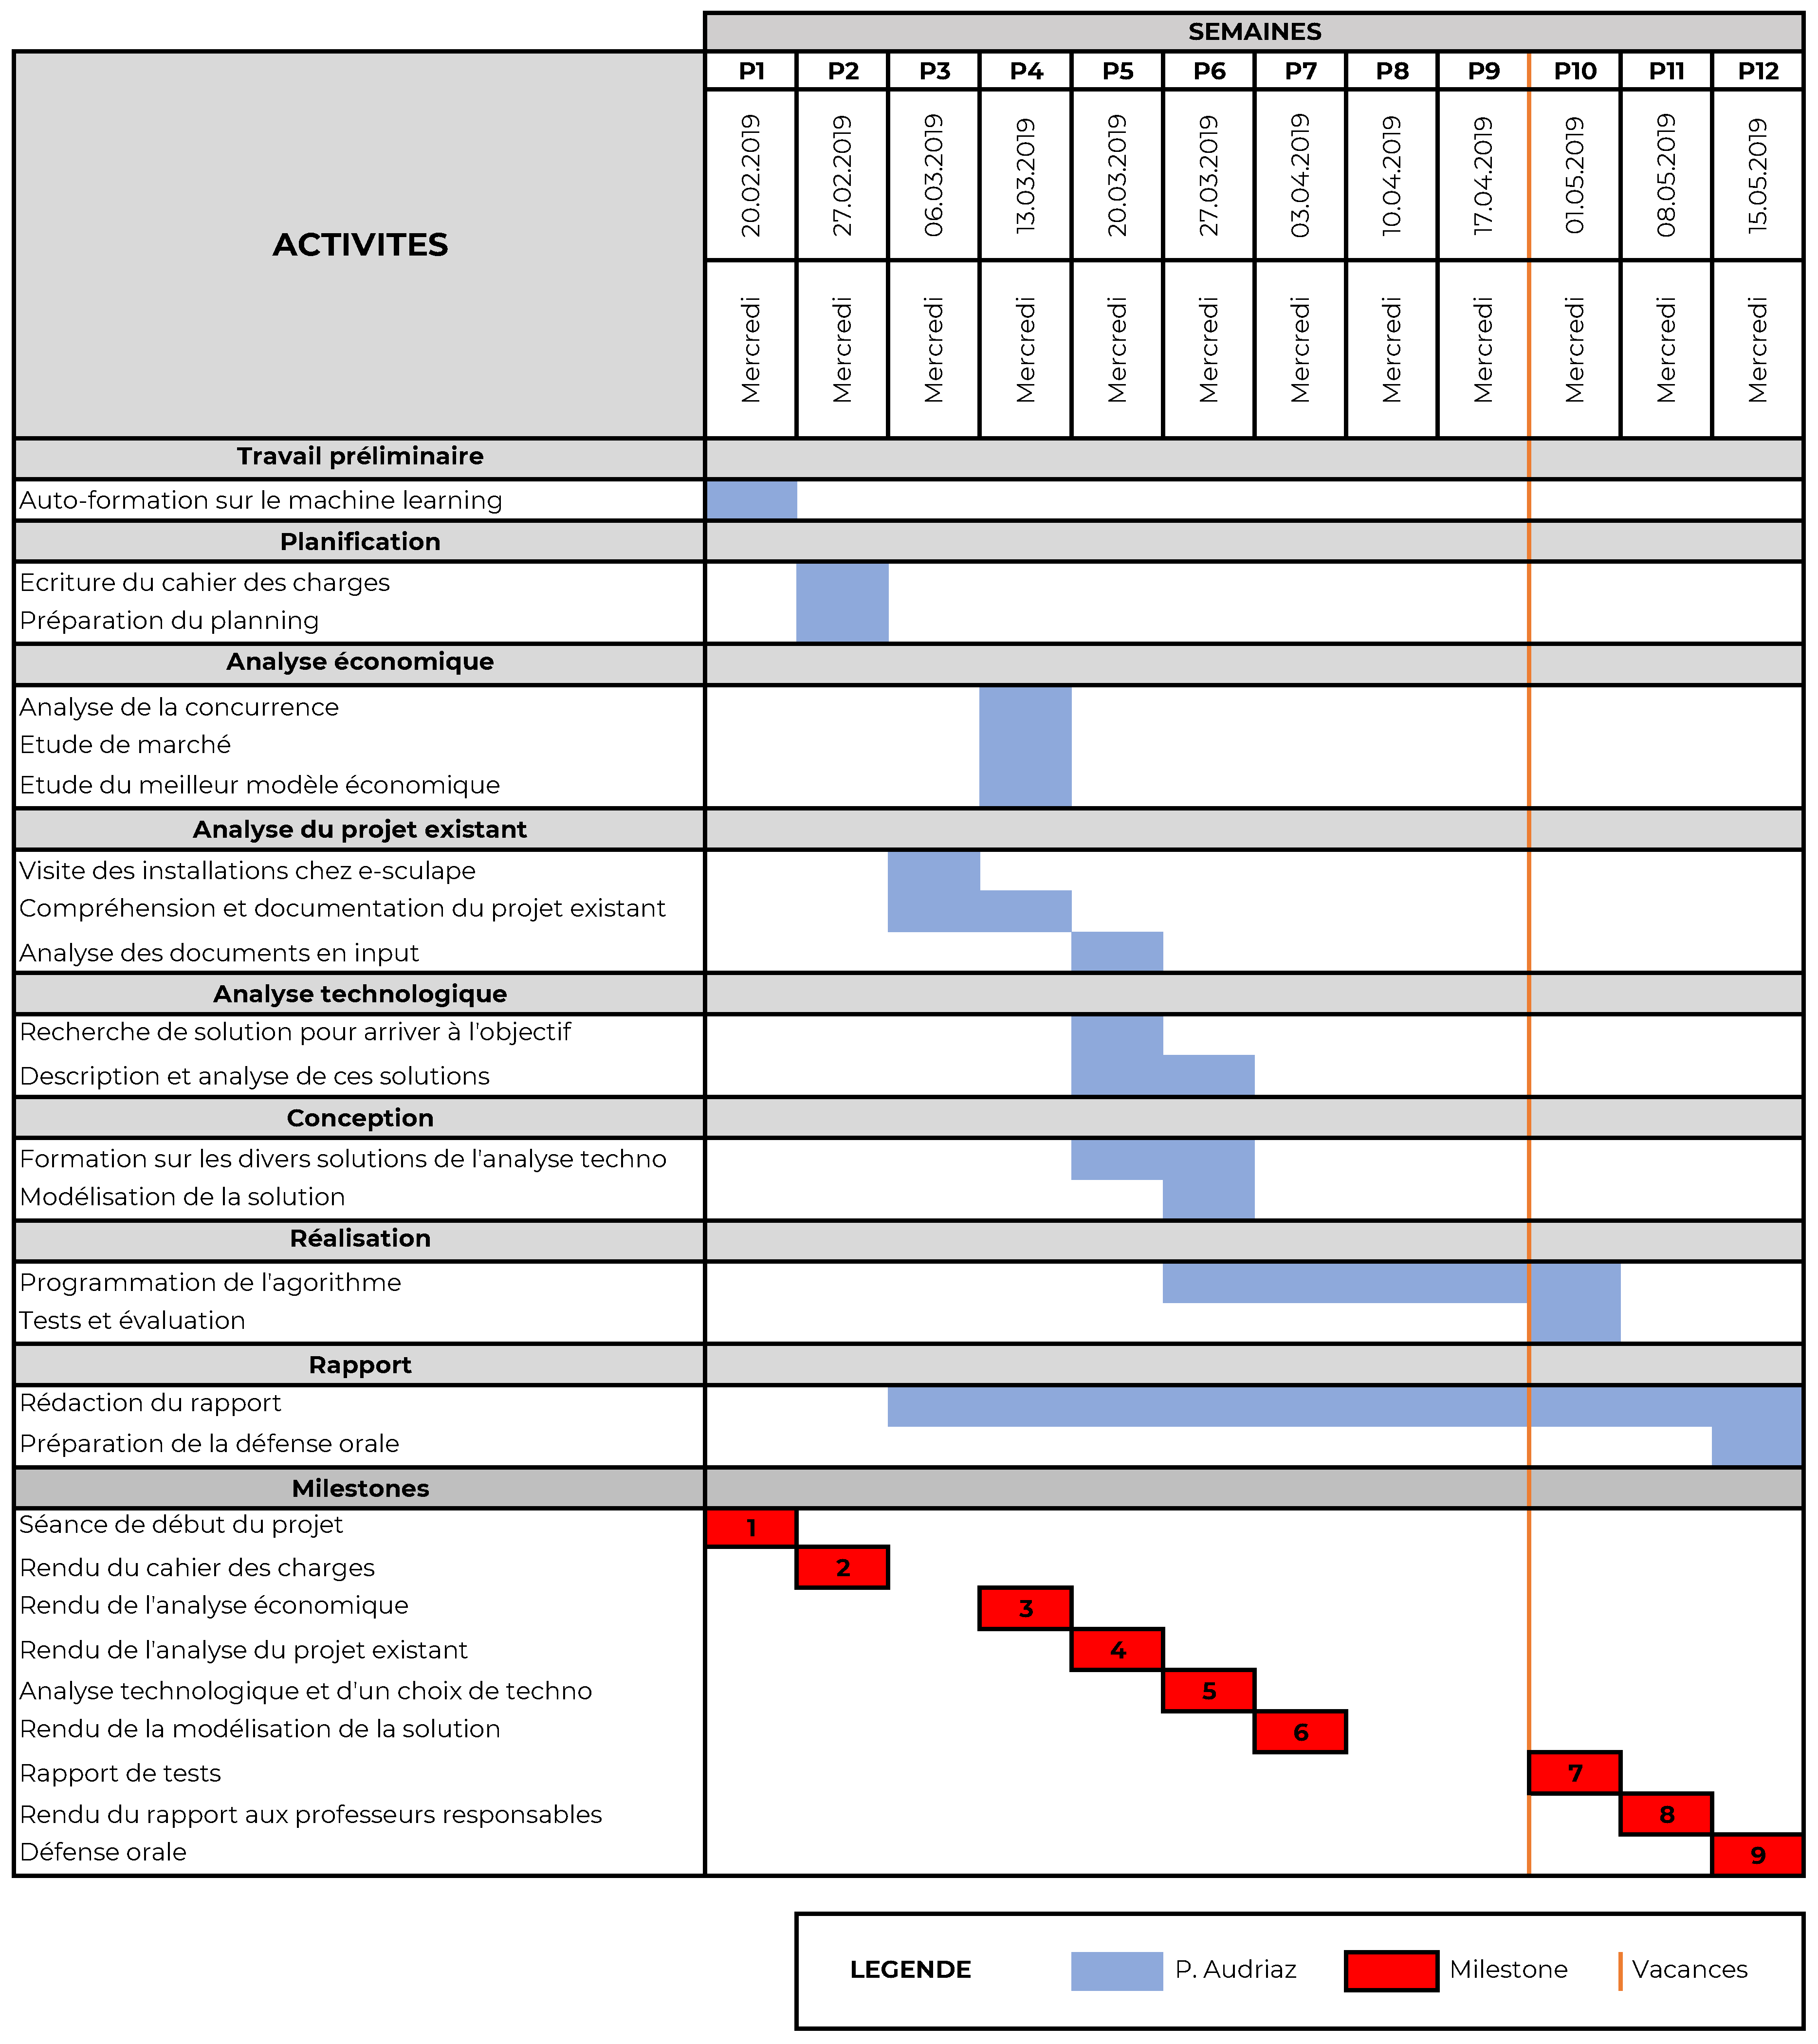 SEMAINES
P1 P2 P3 P4 P5 P6 P7 P8 P9 P10 P11 P12
20.02.2019 27.02.2019 06.03.2019 13.03.2019 20.03.2019 27.03.2019 03.04.2019 10.04.2019 17.04.2019 01.05.2019 08.05.2019 15.05.2019
ACTIVITES
Mercredi Mercredi Mercredi Mercredi Mercredi Mercredi Mercredi Mercredi Mercredi Mercredi Mercredi Mercredi
Travail préliminaire
Auto-formation sur le machine learning
Planification
Ecriture du cahier des charges
Préparation du planning
Analyse économique
Analyse de la concurrence
Etude de marché
Etude du meilleur modèle économique
Analyse du projet existant
Visite des installations chez e-sculape
Compréhension et documentation du projet existant
Analyse des documents en input
Analyse technologique
Recherche de solution pour arriver à l'objectif
Description et analyse de ces solutions
Conception
Formation sur les divers solutions de l'analyse techno
Modélisation de la solution
Réalisation
Programmation de l'agorithme
Tests et évaluation
Rapport
Rédaction du rapport
Préparation de la défense orale
Milestones
Séance de début du projet 1
Rendu du cahier des charges 2
Rendu de l'analyse économique 3
Rendu de l'analyse du projet existant 4
Analyse technologique et d'un choix de techno 5
Rendu de la modélisation de la solution 6
Rapport de tests 7
Rendu du rapport aux professeurs responsables 8
Défense orale 9
LEGENDE P. Audriaz Milestone Vacances